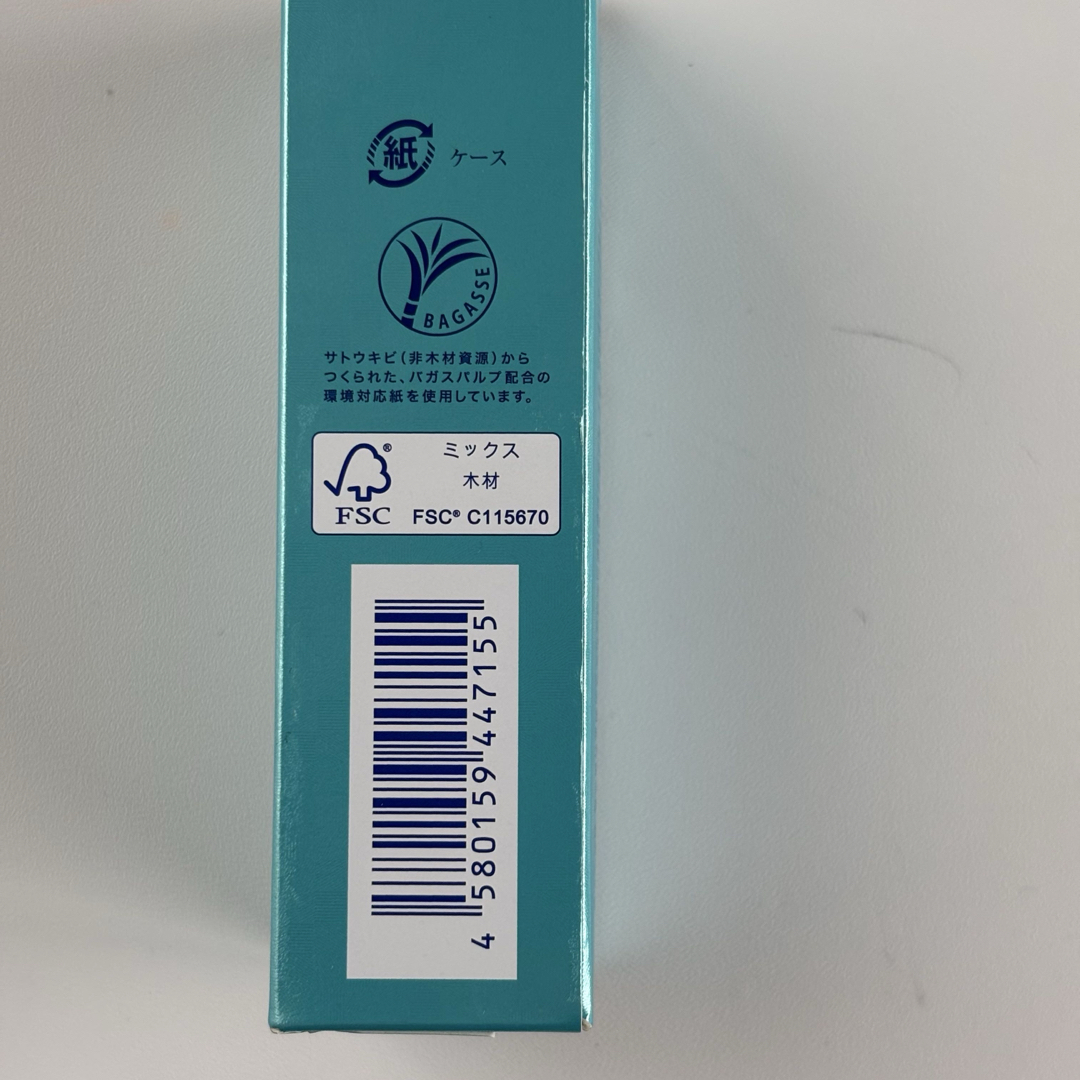 紙 ケース
BAGASSE
サトウキビ（非木材資源）から
つくられた、バガスパルプ配合の
環境対応紙を使用しています。
ミックス
木材
FSC® FSC® C115670
4 580159 447155